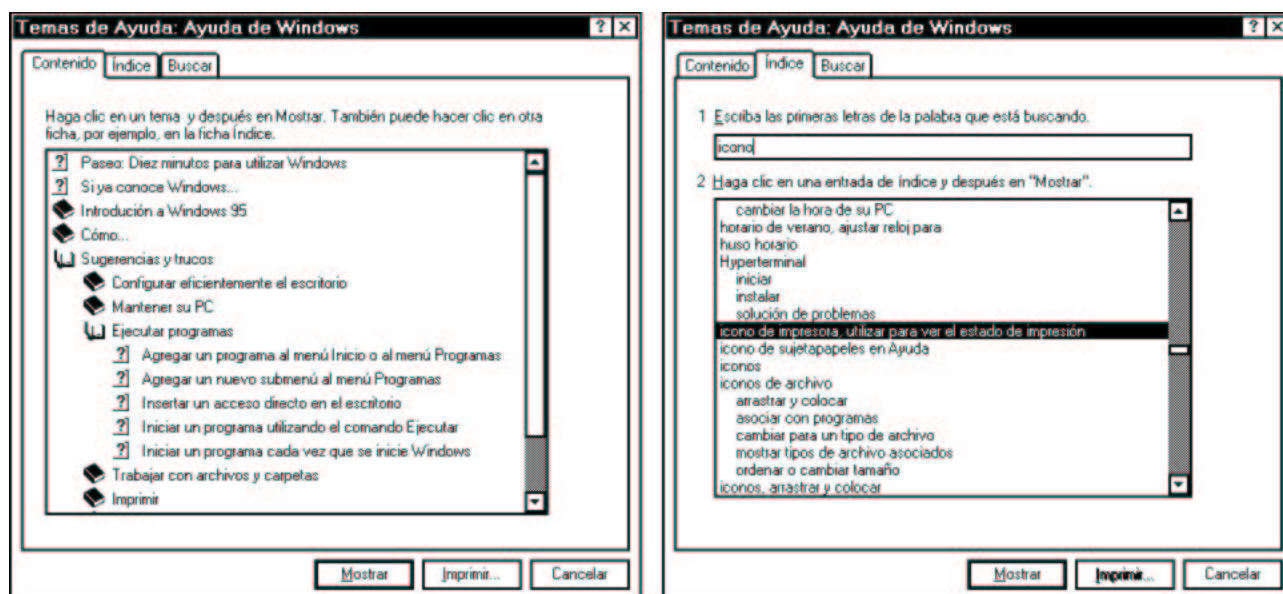 Temas de Ayuda: Ayuda de Windows
? ×
Contenido Índice Buscar
Haga clic en un tema y después en Mostrar. También puede hacer clic en otra
ficha, por ejemplo, en la ficha Índice.
? Paseo: Diez minutos para utilizar Windows
? Si ya conoce Windows...
Introdución a Windows 95
Cómo...
Sugerencias y trucos
Configurar eficientemente el escritorio
Mantener su PC
Ejecutar programas
? Agregar un programa al menú Inicio o al menú Programas
? Agregar un nuevo submenú al menú Programas
? Insertar un acceso directo en el escritorio
? Iniciar un programa utilizando el comando Ejecutar
? Iniciar un programa cada vez que se inicie Windows
Trabajar con archivos y carpetas
Imprimir
Mostrar Imprimir... Cancelar
Temas de Ayuda: Ayuda de Windows
? ×
Contenido Índice Buscar
1 Escriba las primeras letras de la palabra que está buscando.
icono
2 Haga clic en una entrada de índice y después en "Mostrar".
cambiar la hora de su PC
horario de verano, ajustar reloj para
huso horario
Hyperterminal
iniciar
instalar
solución de problemas
icono de impresora, utilizar para ver el estado de impresión
icono de sujetapapeles en Ayuda
iconos
iconos de archivo
arrastrar y colocar
asociar con programas
cambiar para un tipo de archivo
mostrar tipos de archivo asociados
ordenar o cambiar tamaño
iconos, arrastrar y colocar
Mostrar Imprimir... Cancelar